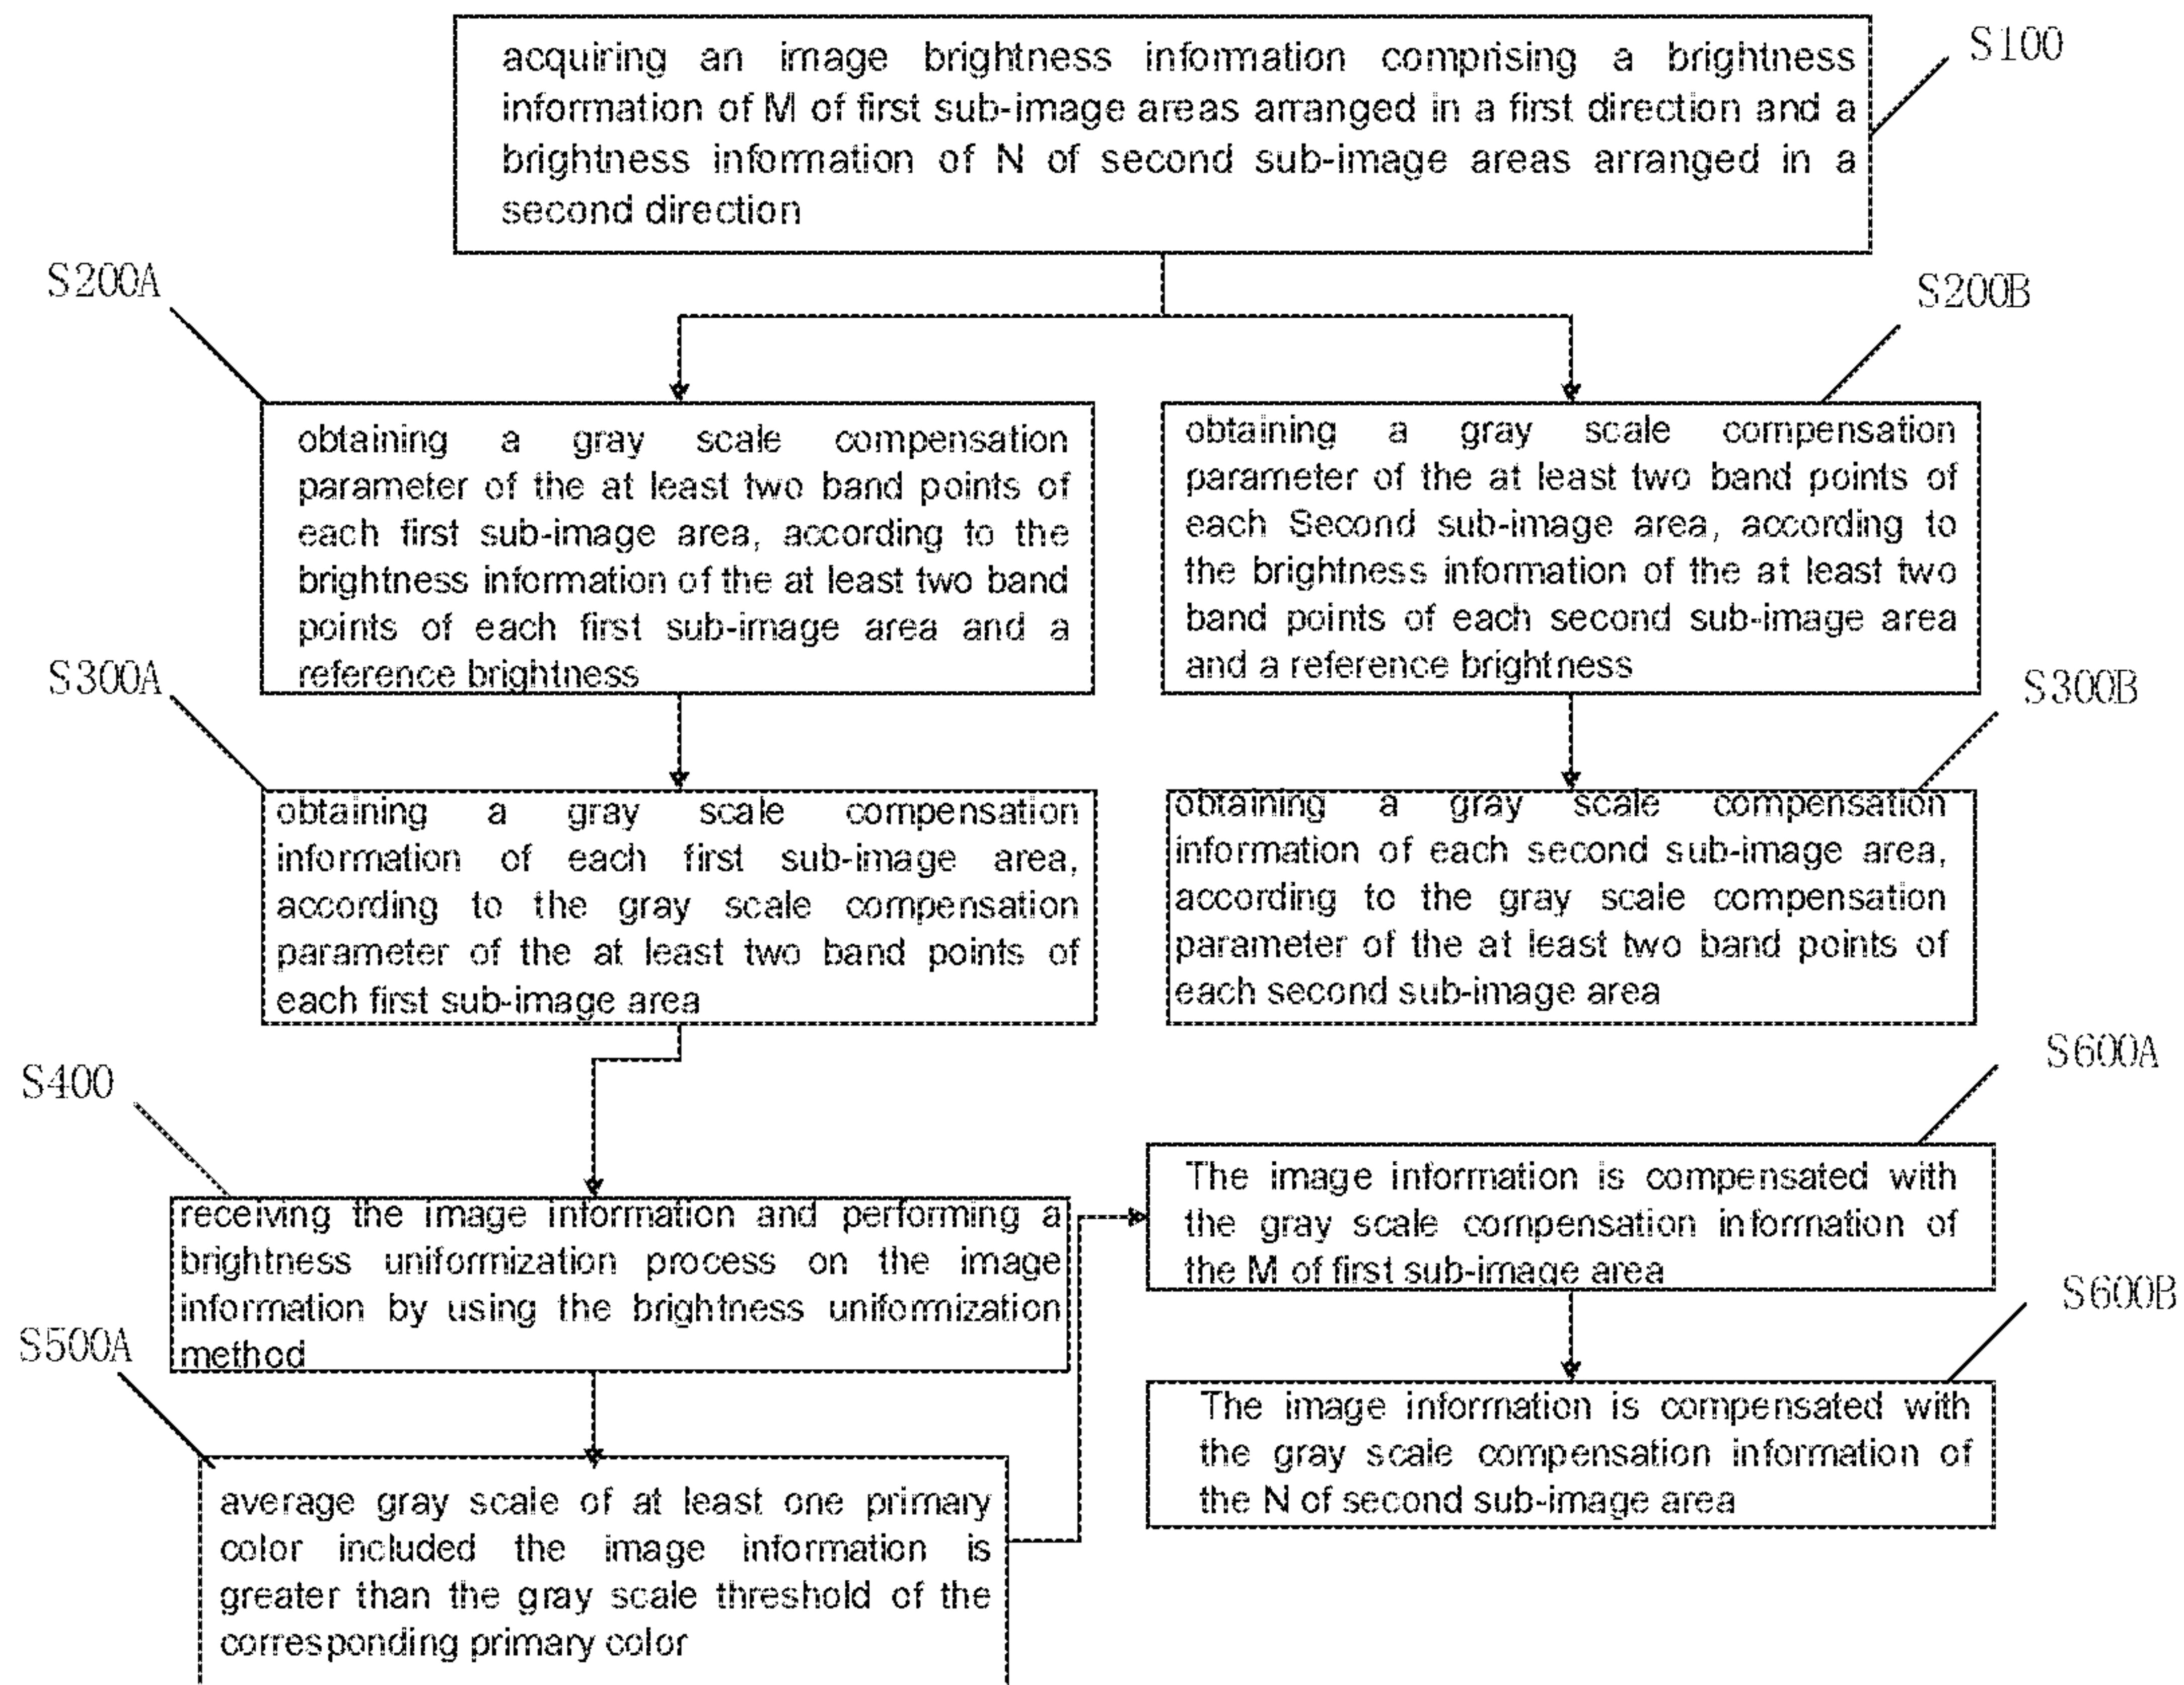 acquiring an image brightness information comprising a brightness
information of M of first sub-image areas arranged in a first direction and a
brightness information of N of second sub-image areas arranged in a
second direction
S100
S200A
S200B
obtaining a gray scale compensation
parameter of the at least two band points of
each first sub-image area, according to the
brightness information of the at least two band
points of each first sub-image area and a
reference brightness
obtaining a gray scale compensation
parameter of the at least two band points of
each Second sub-image area, according to
the brightness information of the at least two
band points of each second sub-image area
and a reference brightness
S300A
S300B
obtaining a gray scale compensation
information of each first sub-image area,
according to the gray scale compensation
parameter of the at least two band points of
each first sub-image area
obtaining a gray scale compensation
information of each second sub-image area,
according to the gray scale compensation
parameter of the at least two band points of
each second sub-image area
S400
S600A
receiving the image information and performing a
brightness uniformization process on the image
information by using the brightness uniformization
method
The image information is compensated with
the gray scale compensation information of
the M of first sub-image area
S500A
S600B
average gray scale of at least one primary
color included the image information is
greater than the gray scale threshold of the
corresponding primary color
The image information is compensated with
the gray scale compensation information of
the N of second sub-image area